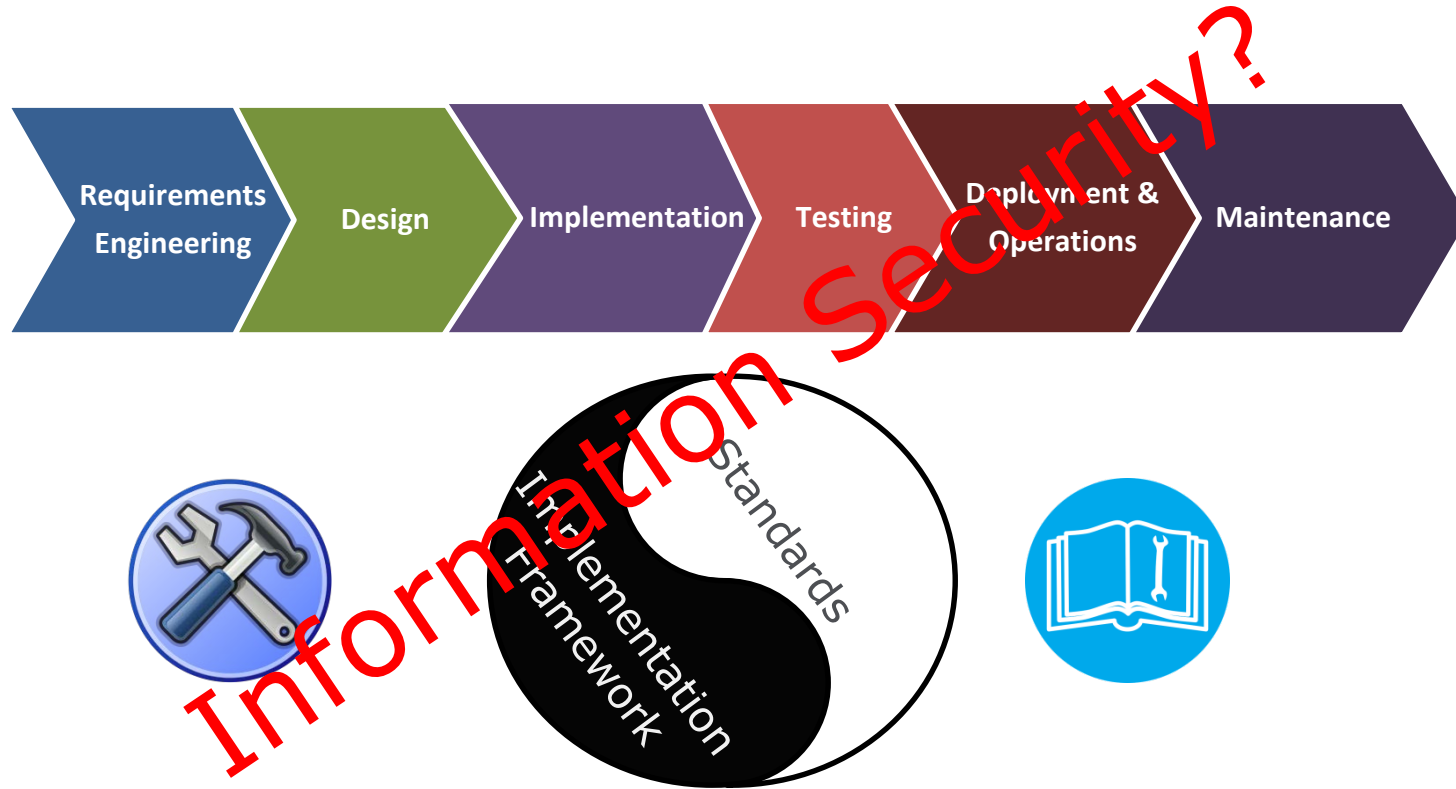 Requirements
Engineering
Design
Implementation
Testing
Deployment &
Operations
Maintenance
Information Security?
Implementation
Framework
Standards